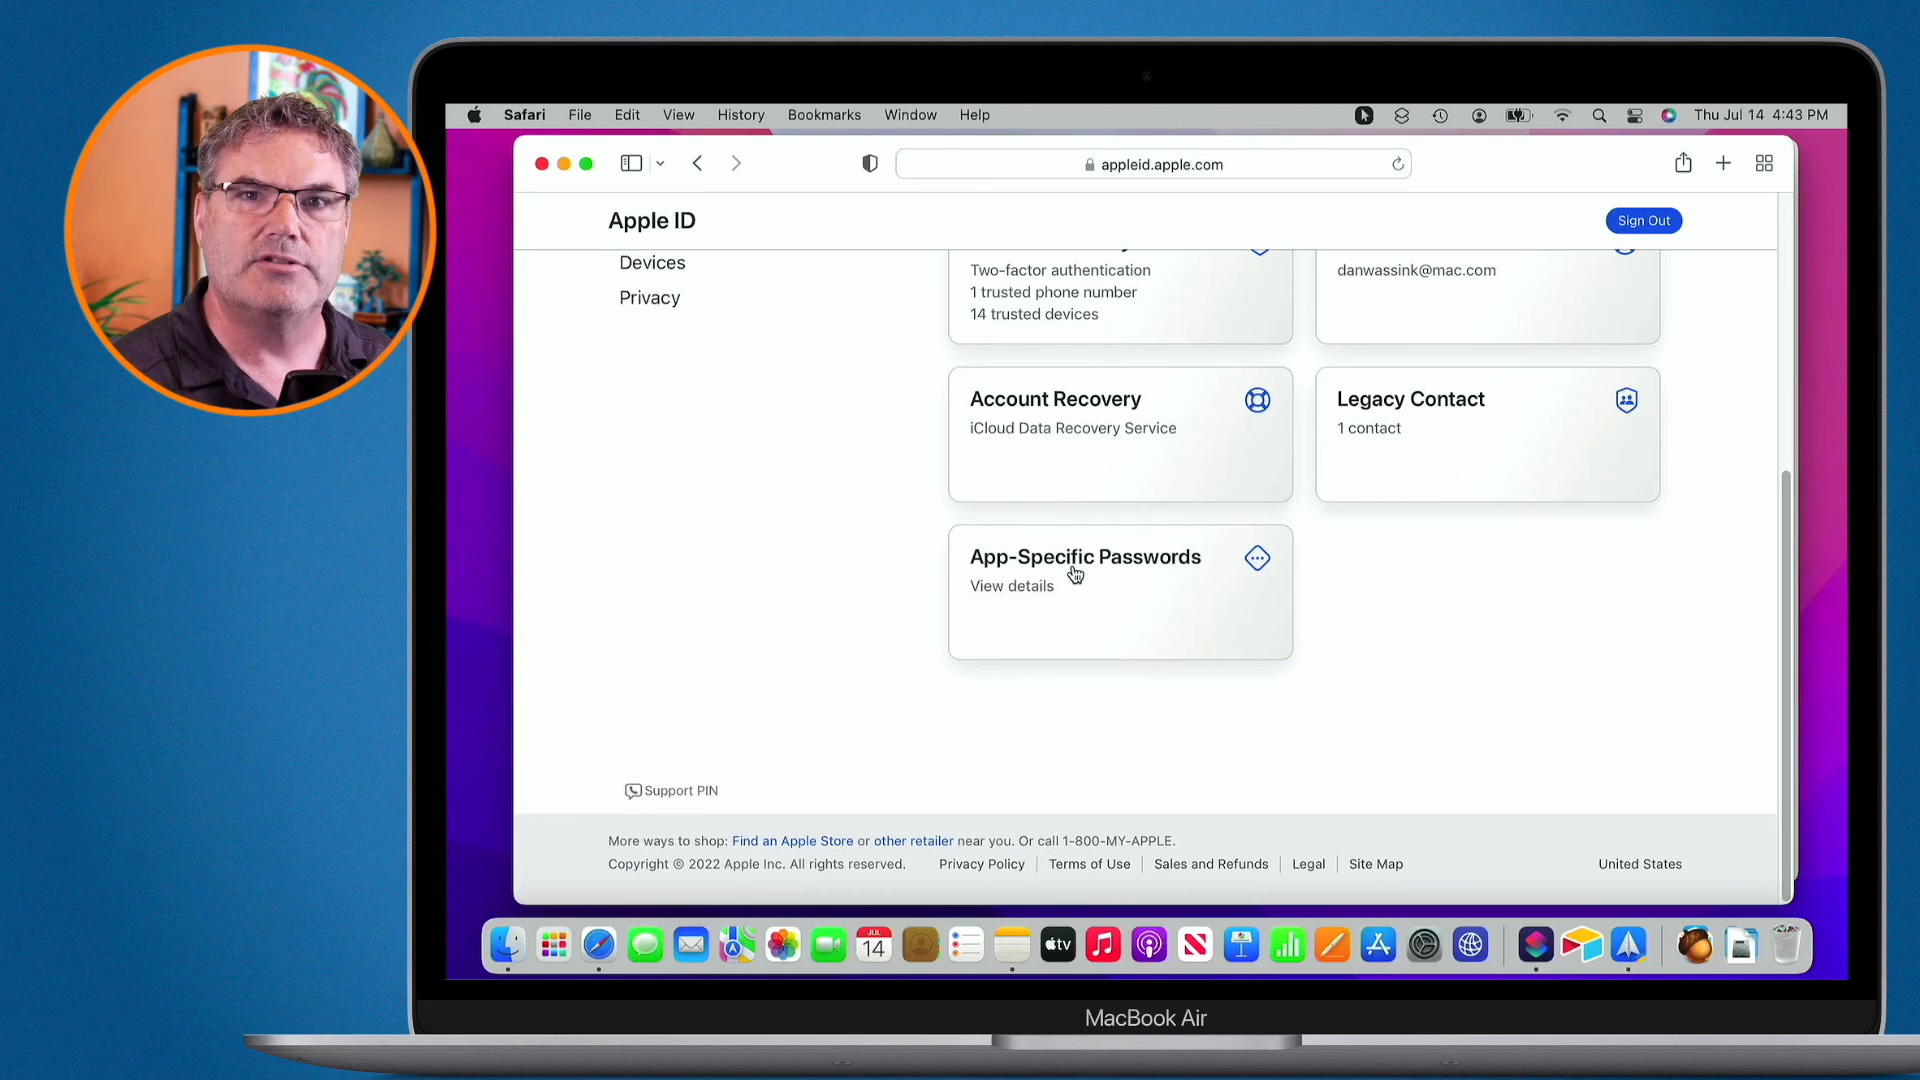 Safari File Edit View History Bookmarks Window Help Thu Jul 14 4:43 PM
appleid.apple.com
Apple ID
Sign Out
Devices
Privacy
Two-factor authentication
1 trusted phone number
14 trusted devices
danwassink@mac.com
Account Recovery
iCloud Data Recovery Service
Legacy Contact
1 contact
App-Specific Passwords
View details
Support PIN
More ways to shop: Find an Apple Store or other retailer near you. Or call 1-800-MY-APPLE.
Copyright © 2022 Apple Inc. All rights reserved. Privacy Policy Terms of Use Sales and Refunds Legal Site Map United States
JUL
14
tv
MacBook Air